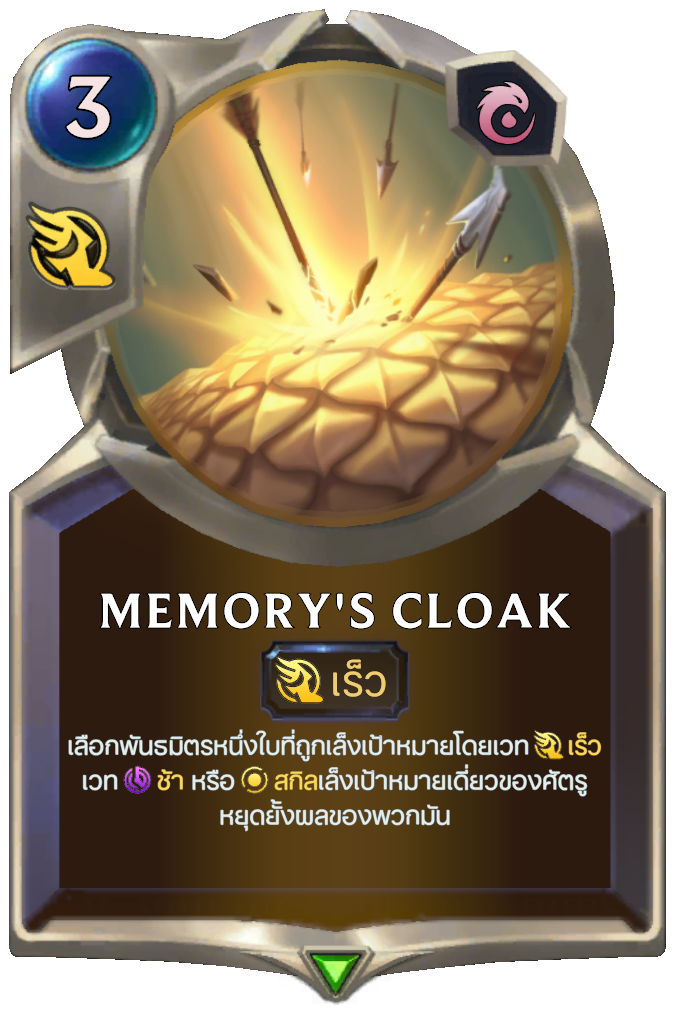 3
MEMORY'S CLOAK
เร็ว
เลือกพันธมิตรหนึ่งใบที่ถูกเล็งเป้าหมายโดยเวท เร็ว
เวท ช้า หรือ สกิลเล็งเป้าหมายเดี่ยวของศัตรู
หยุดยั้งผลของพวกมัน